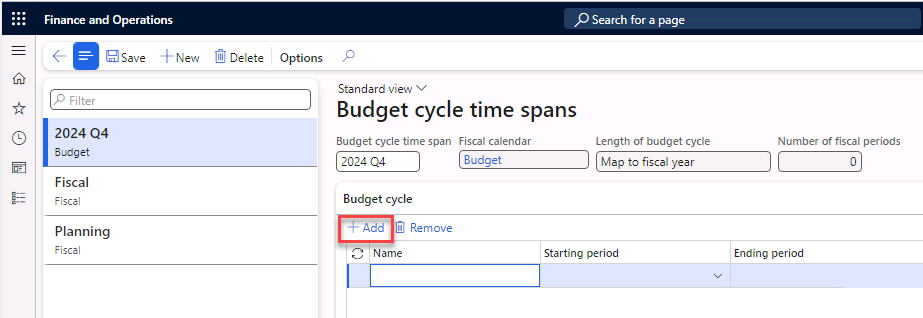 Finance and Operations
Search for a page
Save
New
Delete
Options
Filter
2024 Q4
Budget
Fiscal
Fiscal
Planning
Fiscal
Standard view
Budget cycle time spans
Budget cycle time span
Fiscal calendar
Length of budget cycle
Number of fiscal periods
2024 Q4
Budget
Map to fiscal year
0
Budget cycle
Add
Remove
Name
Starting period
Ending period